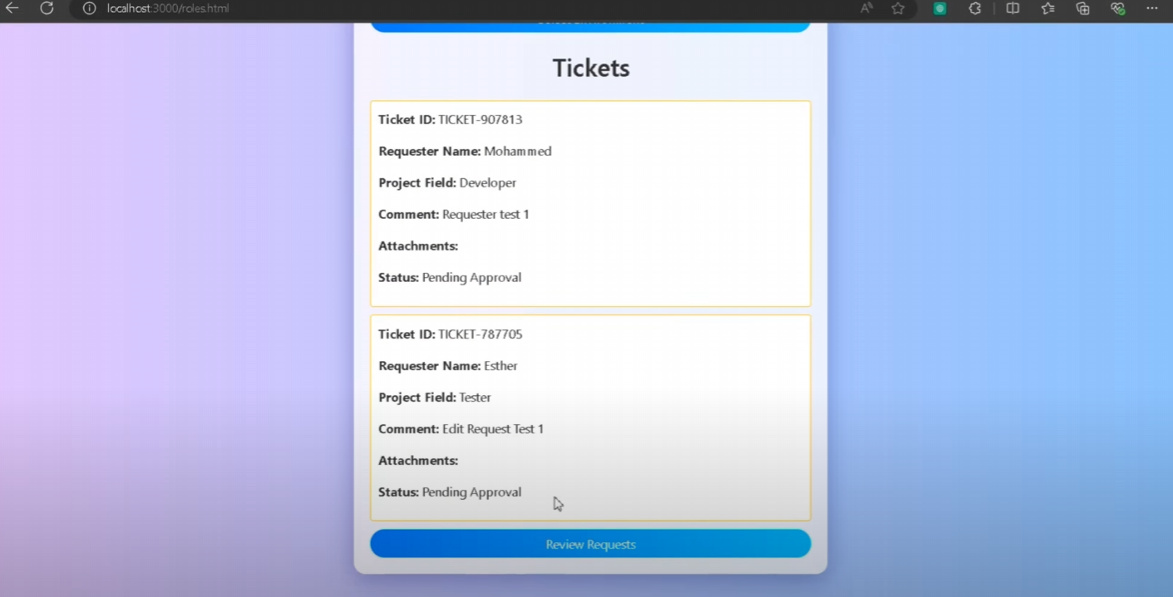 localhost:3000/roles.html
Tickets
Ticket ID: TICKET-907813
Requester Name: Mohammed
Project Field: Developer
Comment: Requester test 1
Attachments:
Status: Pending Approval
Ticket ID: TICKET-787705
Requester Name: Esther
Project Field: Tester
Comment: Edit Request Test 1
Attachments:
Status: Pending Approval
Review Requests